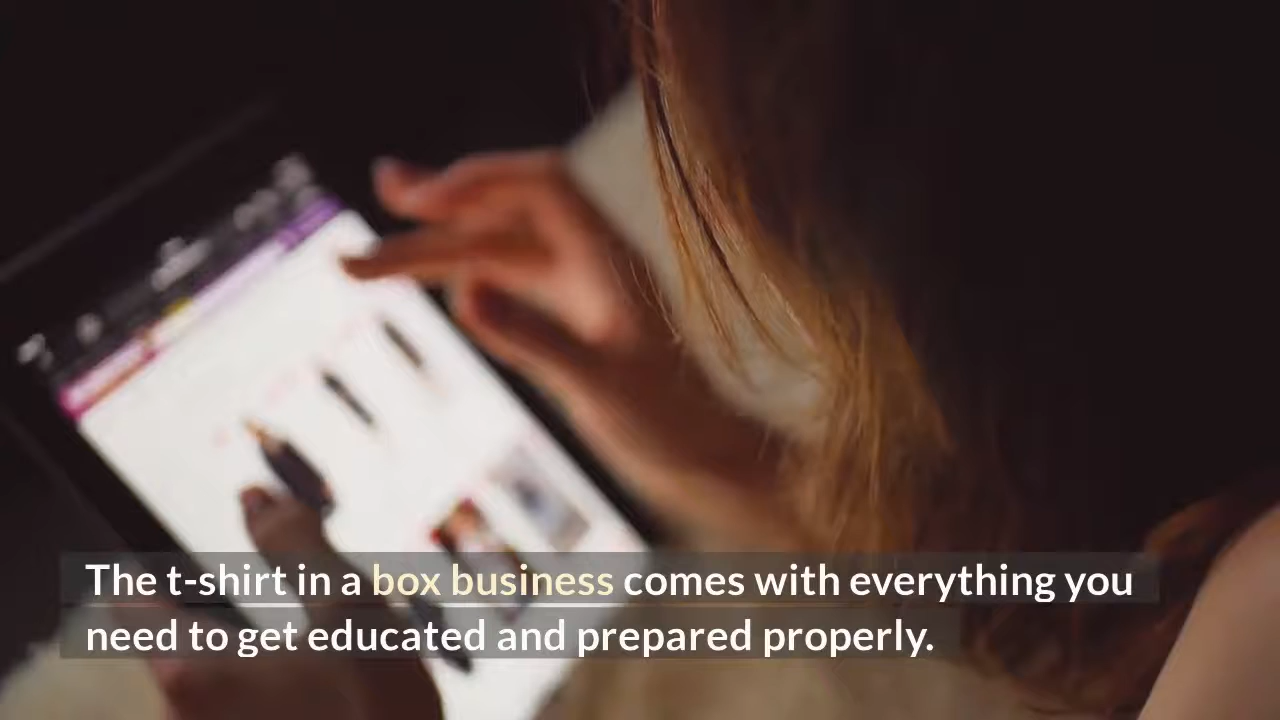 The t-shirt in a box business comes with everything you
need to get educated and prepared properly.